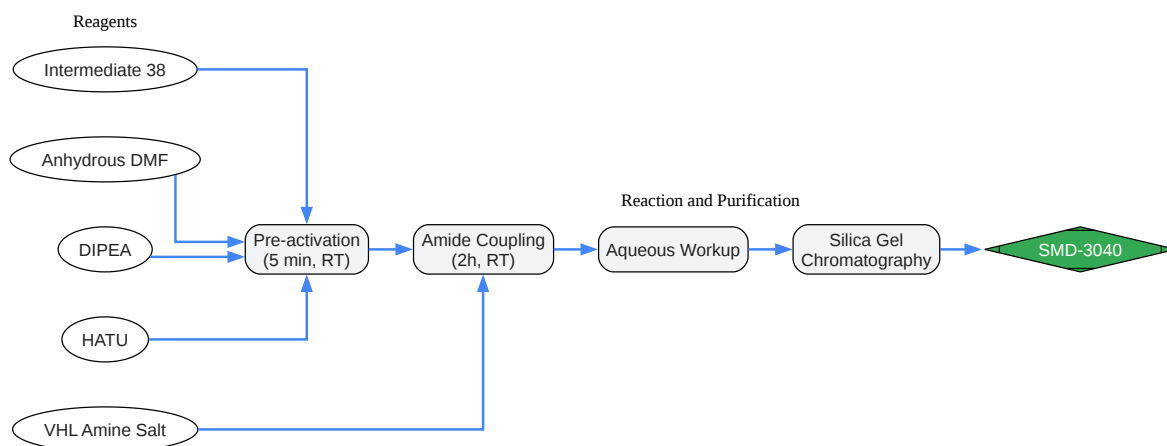 Reagents
Intermediate 38
Anhydrous DMF
DIPEA
HATU
VHL Amine Salt
Reaction and Purification
Pre-activation
(5 min, RT)
Amide Coupling
(2h, RT)
Aqueous Workup
Silica Gel
Chromatography
SMD-3040